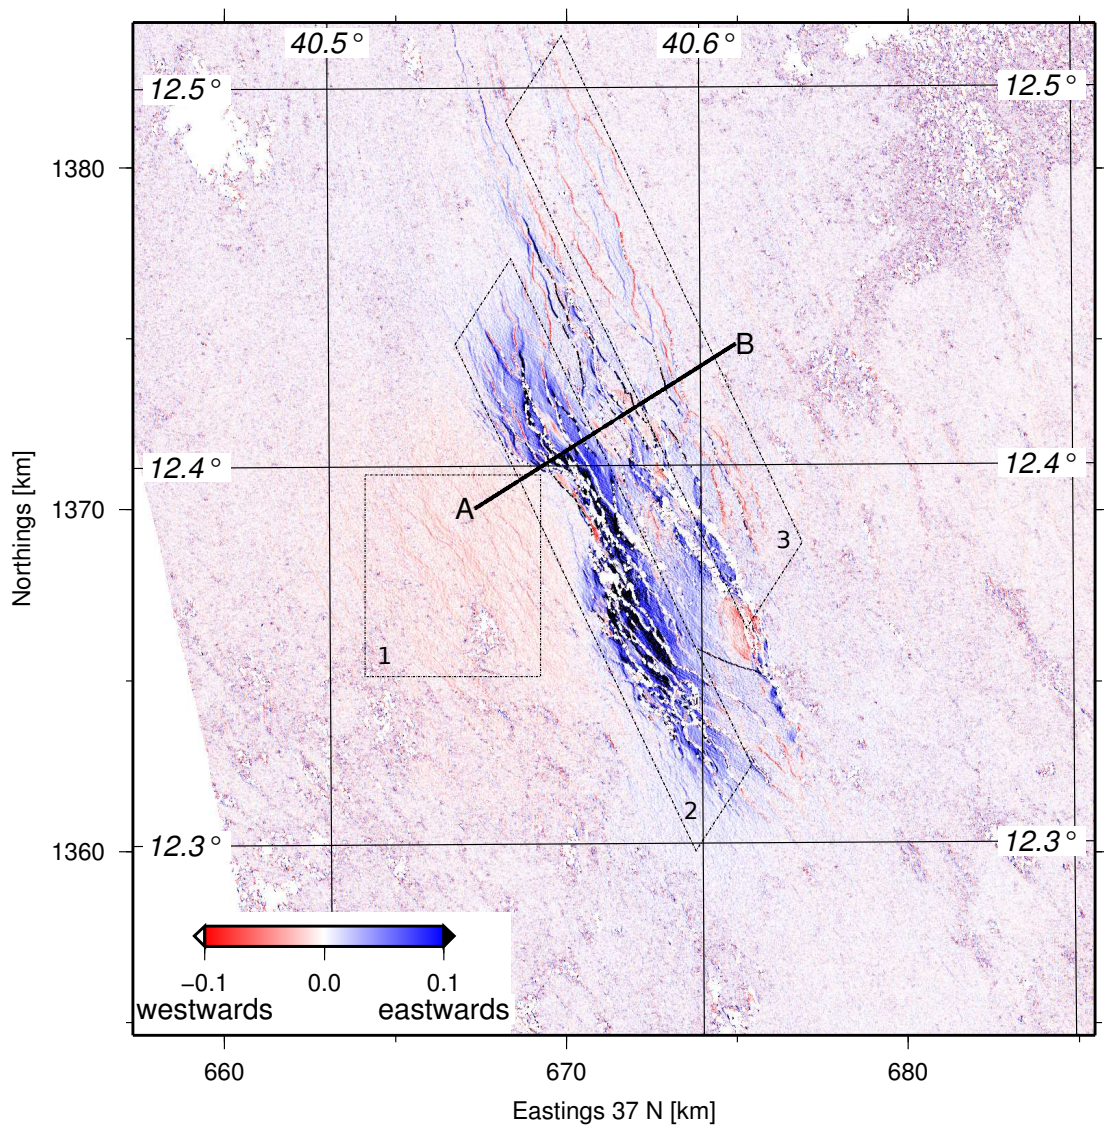 40.5° 40.6°
12.5° 12.5°
1380
B
12.4° 12.4°
1370
A
3
Northings [km]
1
2
1360
12.3° 12.3°
−0.1 0.0 0.1
westwards eastwards
660 670 680
Eastings 37 N [km]